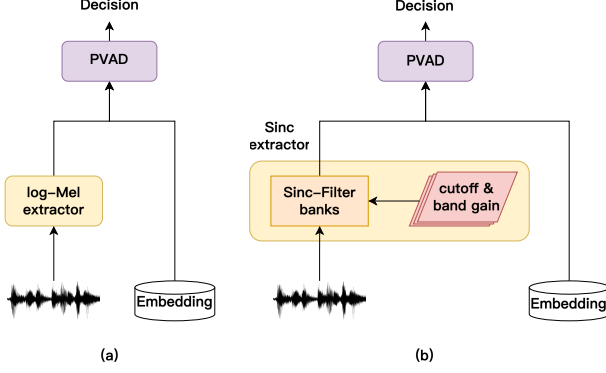 Decision
PVAD
log-Mel
extractor
Embedding
(a)
Decision
PVAD
Sinc
extractor
Sinc-Filter
banks
cutoff &
band gain
Embedding
(b)